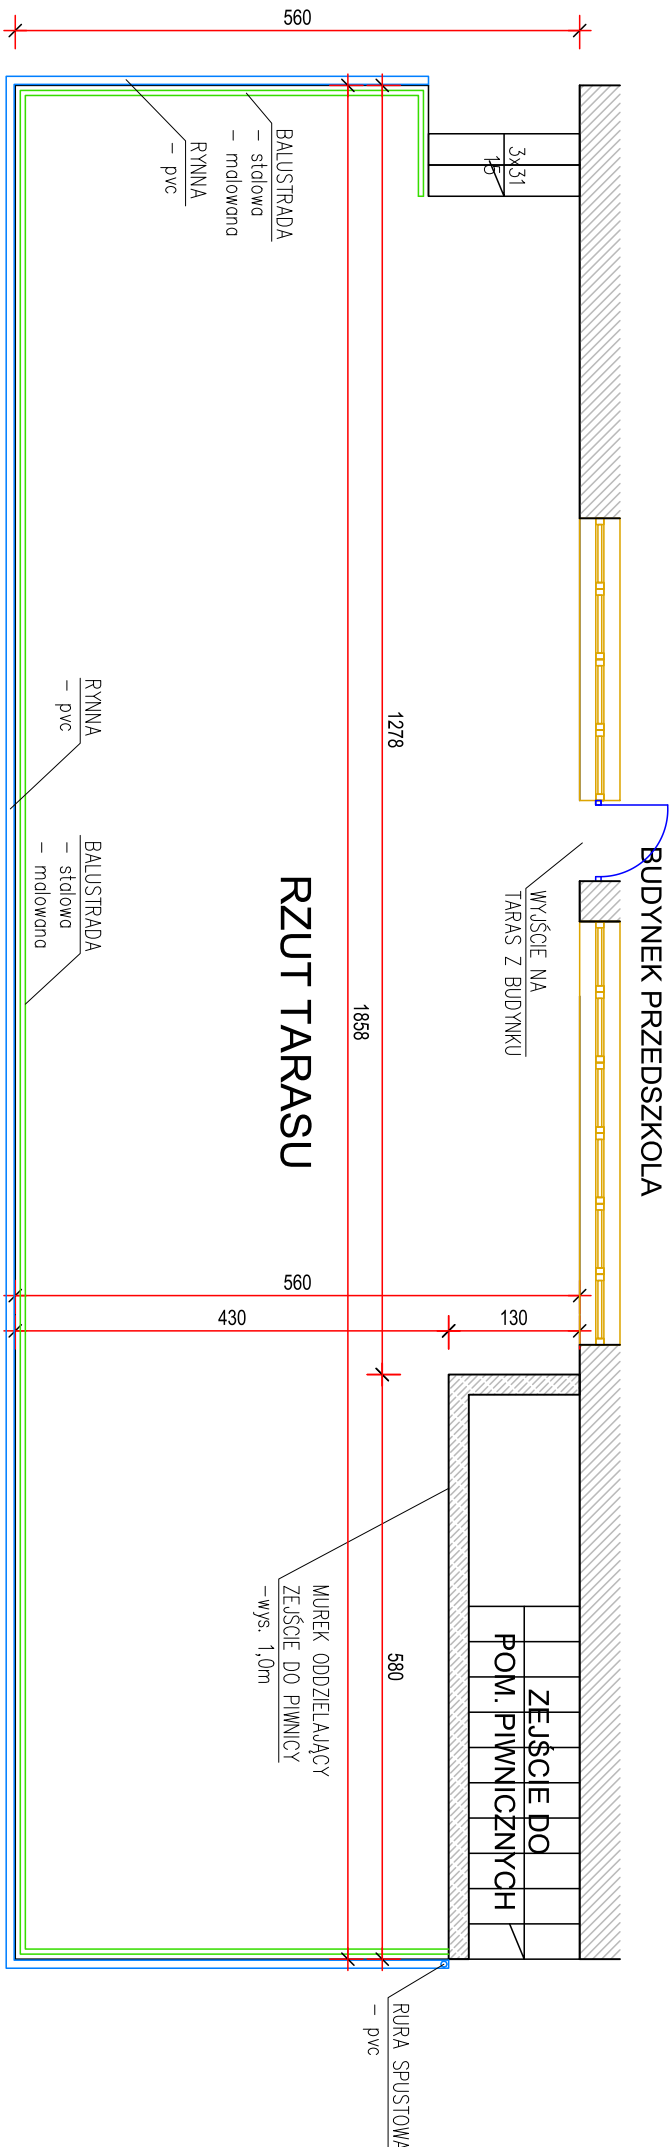 560
BALUSTRADA
- stalowa
- malowana
RYNNA
- pvc
3x31
15
1278
RYNNA
- pvc
BALUSTRADA
- stalowa
- malowana
WYJŚCIE NA
TARAS Z BUDYNKU
BUDYNEK PRZEDSZKOLA
RZUT TARASU
1858
560
430
130
580
MUREK ODDZIELAJĄCY
ZEJŚCIE DO PIWNICY
-wys. 1,0m
ZEJŚCIE DO
POM. PIWNICZNYCH
RURA SPUSTOWA
- pvc